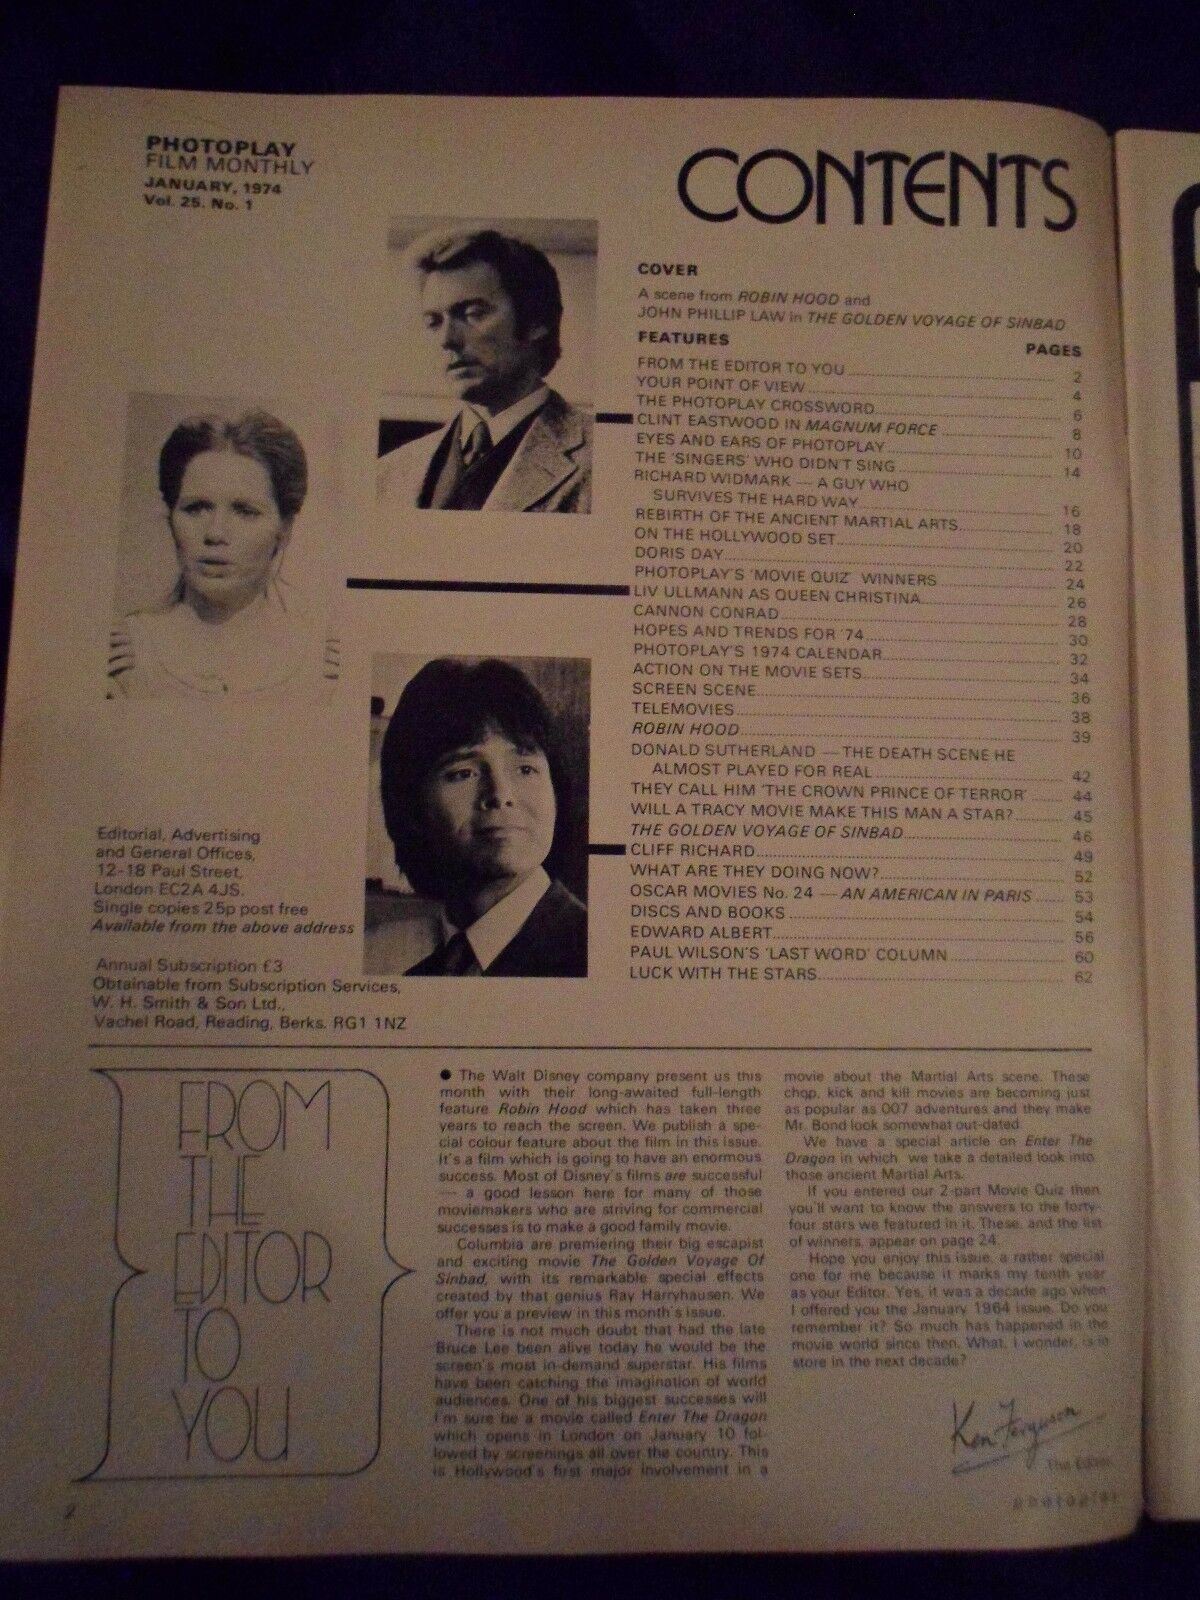 PHOTOPLAY
FILM MONTHLY
JANUARY, 1974
Vol. 25. No. 1
CONTENTS
COVER
A scene from ROBIN HOOD and
JOHN PHILLIP LAW in THE GOLDEN VOYAGE OF SINBAD
FEATURES PAGES
FROM THE EDITOR TO YOU 2
YOUR POINT OF VIEW 4
THE PHOTOPLAY CROSSWORD 6
CLINT EASTWOOD IN MAGNUM FORCE 8
EYES AND EARS OF PHOTOPLAY 10
THE 'SINGERS' WHO DIDN'T SING 14
RICHARD WIDMARK — A GUY WHO
SURVIVES THE HARD WAY 16
REBIRTH OF THE ANCIENT MARTIAL ARTS 18
ON THE HOLLYWOOD SET 20
DORIS DAY 22
PHOTOPLAY'S 'MOVIE QUIZ' WINNERS 24
LIV ULLMANN AS QUEEN CHRISTINA 26
CANNON CONRAD 28
HOPES AND TRENDS FOR '74 30
PHOTOPLAY'S 1974 CALENDAR 32
ACTION ON THE MOVIE SETS 34
SCREEN SCENE 36
TELEMOVIES 38
ROBIN HOOD 39
DONALD SUTHERLAND — THE DEATH SCENE HE
ALMOST PLAYED FOR REAL 42
THEY CALL HIM 'THE CROWN PRINCE OF TERROR' 44
WILL A TRACY MOVIE MAKE THIS MAN A STAR? 45
THE GOLDEN VOYAGE OF SINBAD 46
CLIFF RICHARD 49
WHAT ARE THEY DOING NOW? 52
OSCAR MOVIES No. 24 — AN AMERICAN IN PARIS 53
DISCS AND BOOKS 54
EDWARD ALBERT 56
PAUL WILSON'S 'LAST WORD' COLUMN 60
LUCK WITH THE STARS 62
Editorial, Advertising
and General Offices,
12-18 Paul Street,
London EC2A 4JS.
Single copies 25p post free
Available from the above address
Annual Subscription £3
Obtainable from Subscription Services,
W. H. Smith & Son Ltd.,
Vachel Road, Reading, Berks. RG1 1NZ
FROM
THE
EDITOR
TO
YOU
● The Walt Disney company present us this
month with their long-awaited full-length
feature Robin Hood which has taken three
years to reach the screen. We publish a spe-
cial colour feature about the film in this issue.
It's a film which is going to have an enormous
success. Most of Disney's films are successful
— a good lesson here for many of those
moviemakers who are striving for commercial
successes is to make a good family movie.
Columbia are premiering their big escapist
and exciting movie The Golden Voyage Of
Sinbad, with its remarkable special effects
created by that genius Ray Harryhausen. We
offer you a preview in this month's issue.
There is not much doubt that had the late
Bruce Lee been alive today he would be the
screen's most in-demand superstar. His films
have been catching the imagination of world
audiences. One of his biggest successes will
I'm sure be a movie called Enter The Dragon
which opens in London on January 10 fol-
lowed by screenings all over the country. This
is Hollywood's first major involvement in a
movie about the Martial Arts scene. These
chop, kick and kill movies are becoming just
as popular as 007 adventures and they make
Mr. Bond look somewhat out-dated.
We have a special article on Enter The
Dragon in which we take a detailed look into
those ancient Martial Arts.
If you entered our 2-part Movie Quiz then
you'll want to know the answers to the forty-
four stars we featured in it. These, and the list
of winners, appear on page 24.
Hope you enjoy this issue, a rather special
one for me because it marks my tenth year
as your Editor. Yes, it was a decade ago when
I offered you the January 1964 issue. Do you
remember it? So much has happened in the
movie world since then. What, I wonder, is in
store in the next decade?
Ken Ferguson
The Editor
2